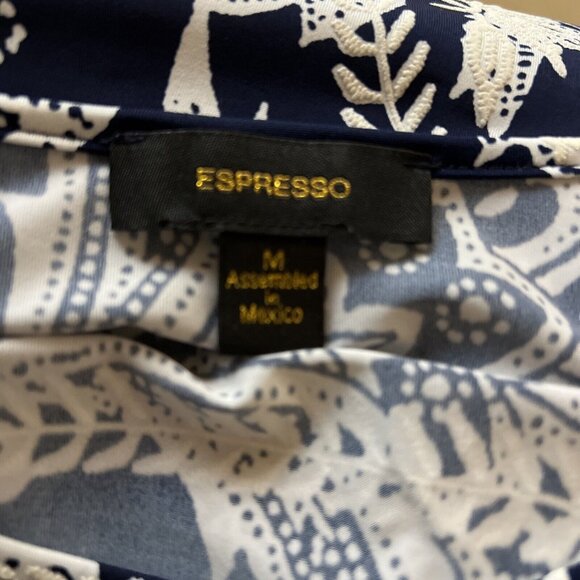 ESPRESSO
M
Assembled
in
Mexico